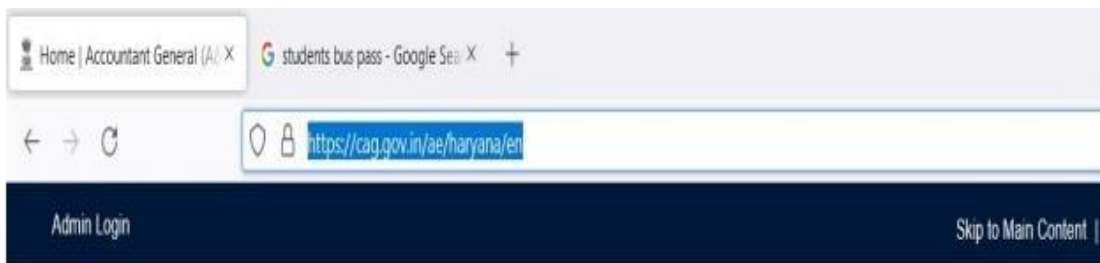 Home | Accountant General (A& students bus pass - Google Sea
https://cag.gov.in/ae/haryana/en
Admin Login Skip to Main Content |